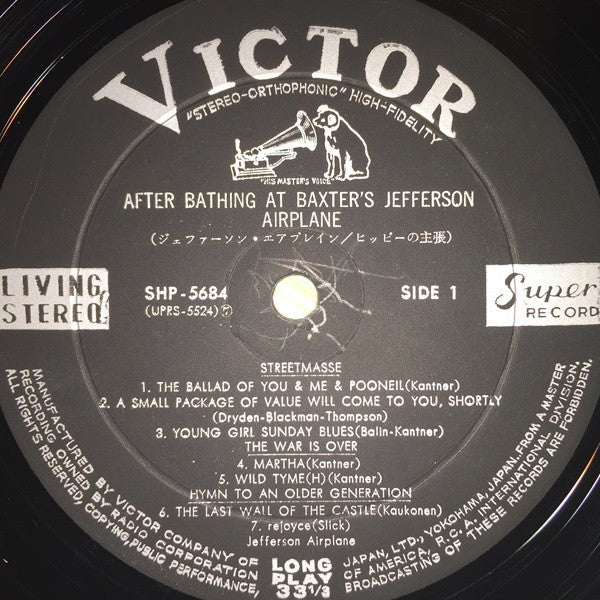 VICTOR
"STEREO-ORTHOPHONIC" HIGH-FIDELITY
"HIS MASTER'S VOICE"
AFTER BATHING AT BAXTER'S JEFFERSON
AIRPLANE
(ジェファーソン・エアプレイン/ヒッピーの主張)
LIVING
STEREO
SHP-5684
(UPRS-5524)
SIDE 1
Super
RECORD
STREETMASSE
1. THE BALLAD OF YOU & ME & POONEIL(Kantner)
2. A SMALL PACKAGE OF VALUE WILL COME TO YOU, SHORTLY
(Dryden-Blackman-Thompson)
3. YOUNG GIRL SUNDAY BLUES(Balin-Kantner)
THE WAR IS OVER
4. MARTHA(Kantner)
5. WILD TYME(H)(Kantner)
HYMN TO AN OLDER GENERATION
6. THE LAST WAIL OF THE CASTLE(Kaukonen)
7. rejoyce(Slick)
Jefferson Airplane
MANUFACTURED BY VICTOR COMPANY OF JAPAN, LTD., YOKOHAMA, JAPAN, FROM A MASTER
RECORDING OWNED BY RADIO CORPORATION OF AMERICA, R.C.A. INTERNATIONAL DIVISION.
ALL RIGHTS RESERVED, COPYING, PUBLIC PERFORMANCE, BROADCASTING OF THESE RECORDS ARE FORBIDDEN.
LONG
PLAY
33 1/3